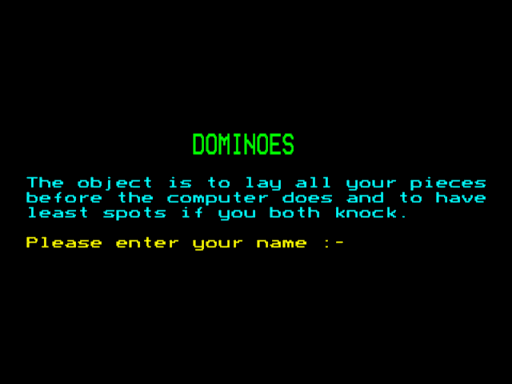 DOMINOES
The object is to lay all your pieces
before the computer does and to have
least spots if you both knock.
Please enter your name :-